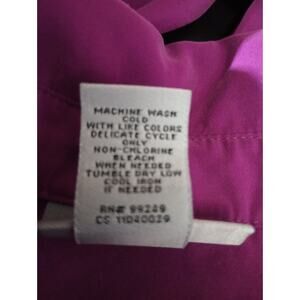 MACHINE WASH
COLD
WITH LIKE COLORS
DELICATE CYCLE
ONLY
NON-CHLORINE
BLEACH
WHEN NEEDED
TUMBLE DRY LOW
COOL IRON
IF NEEDED
RN# 99249
CS 11040029